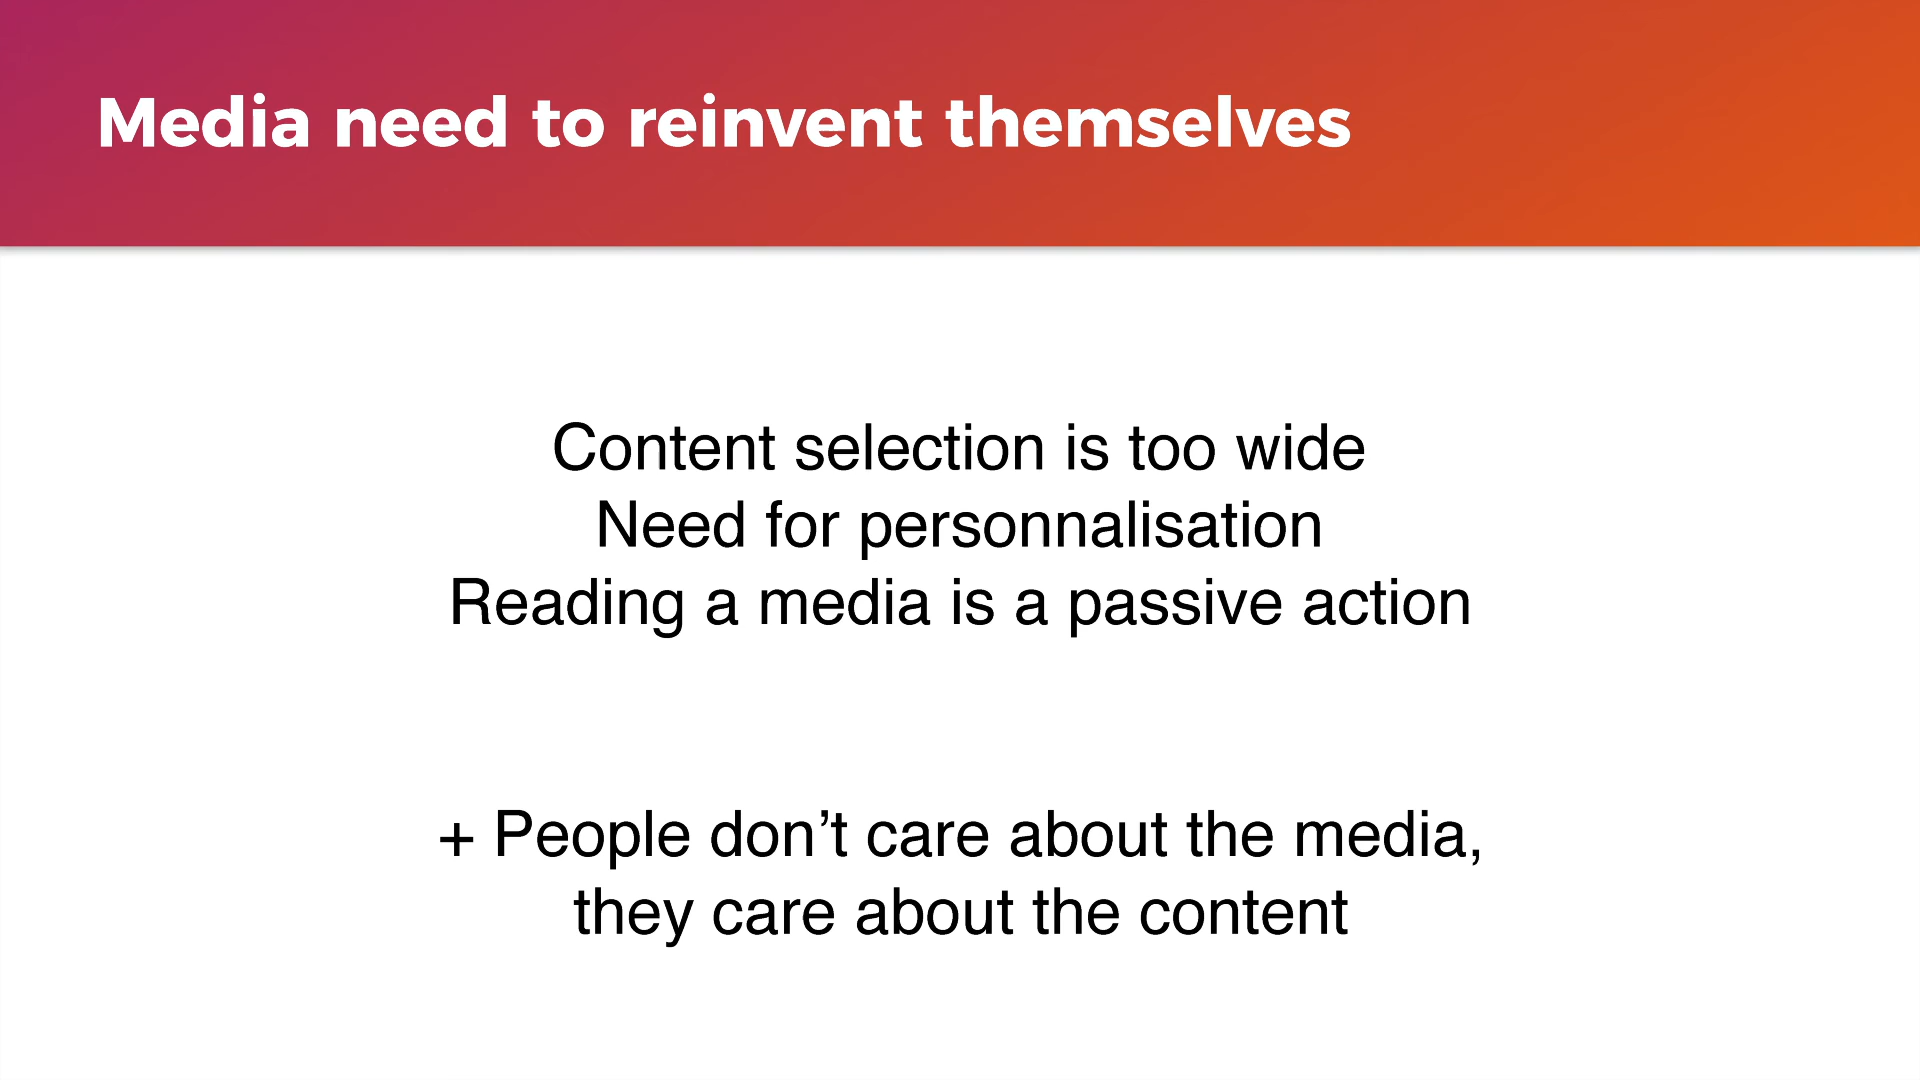 Media need to reinvent themselves
Content selection is too wide
Need for personnalisation
Reading a media is a passive action
+ People don’t care about the media,
they care about the content